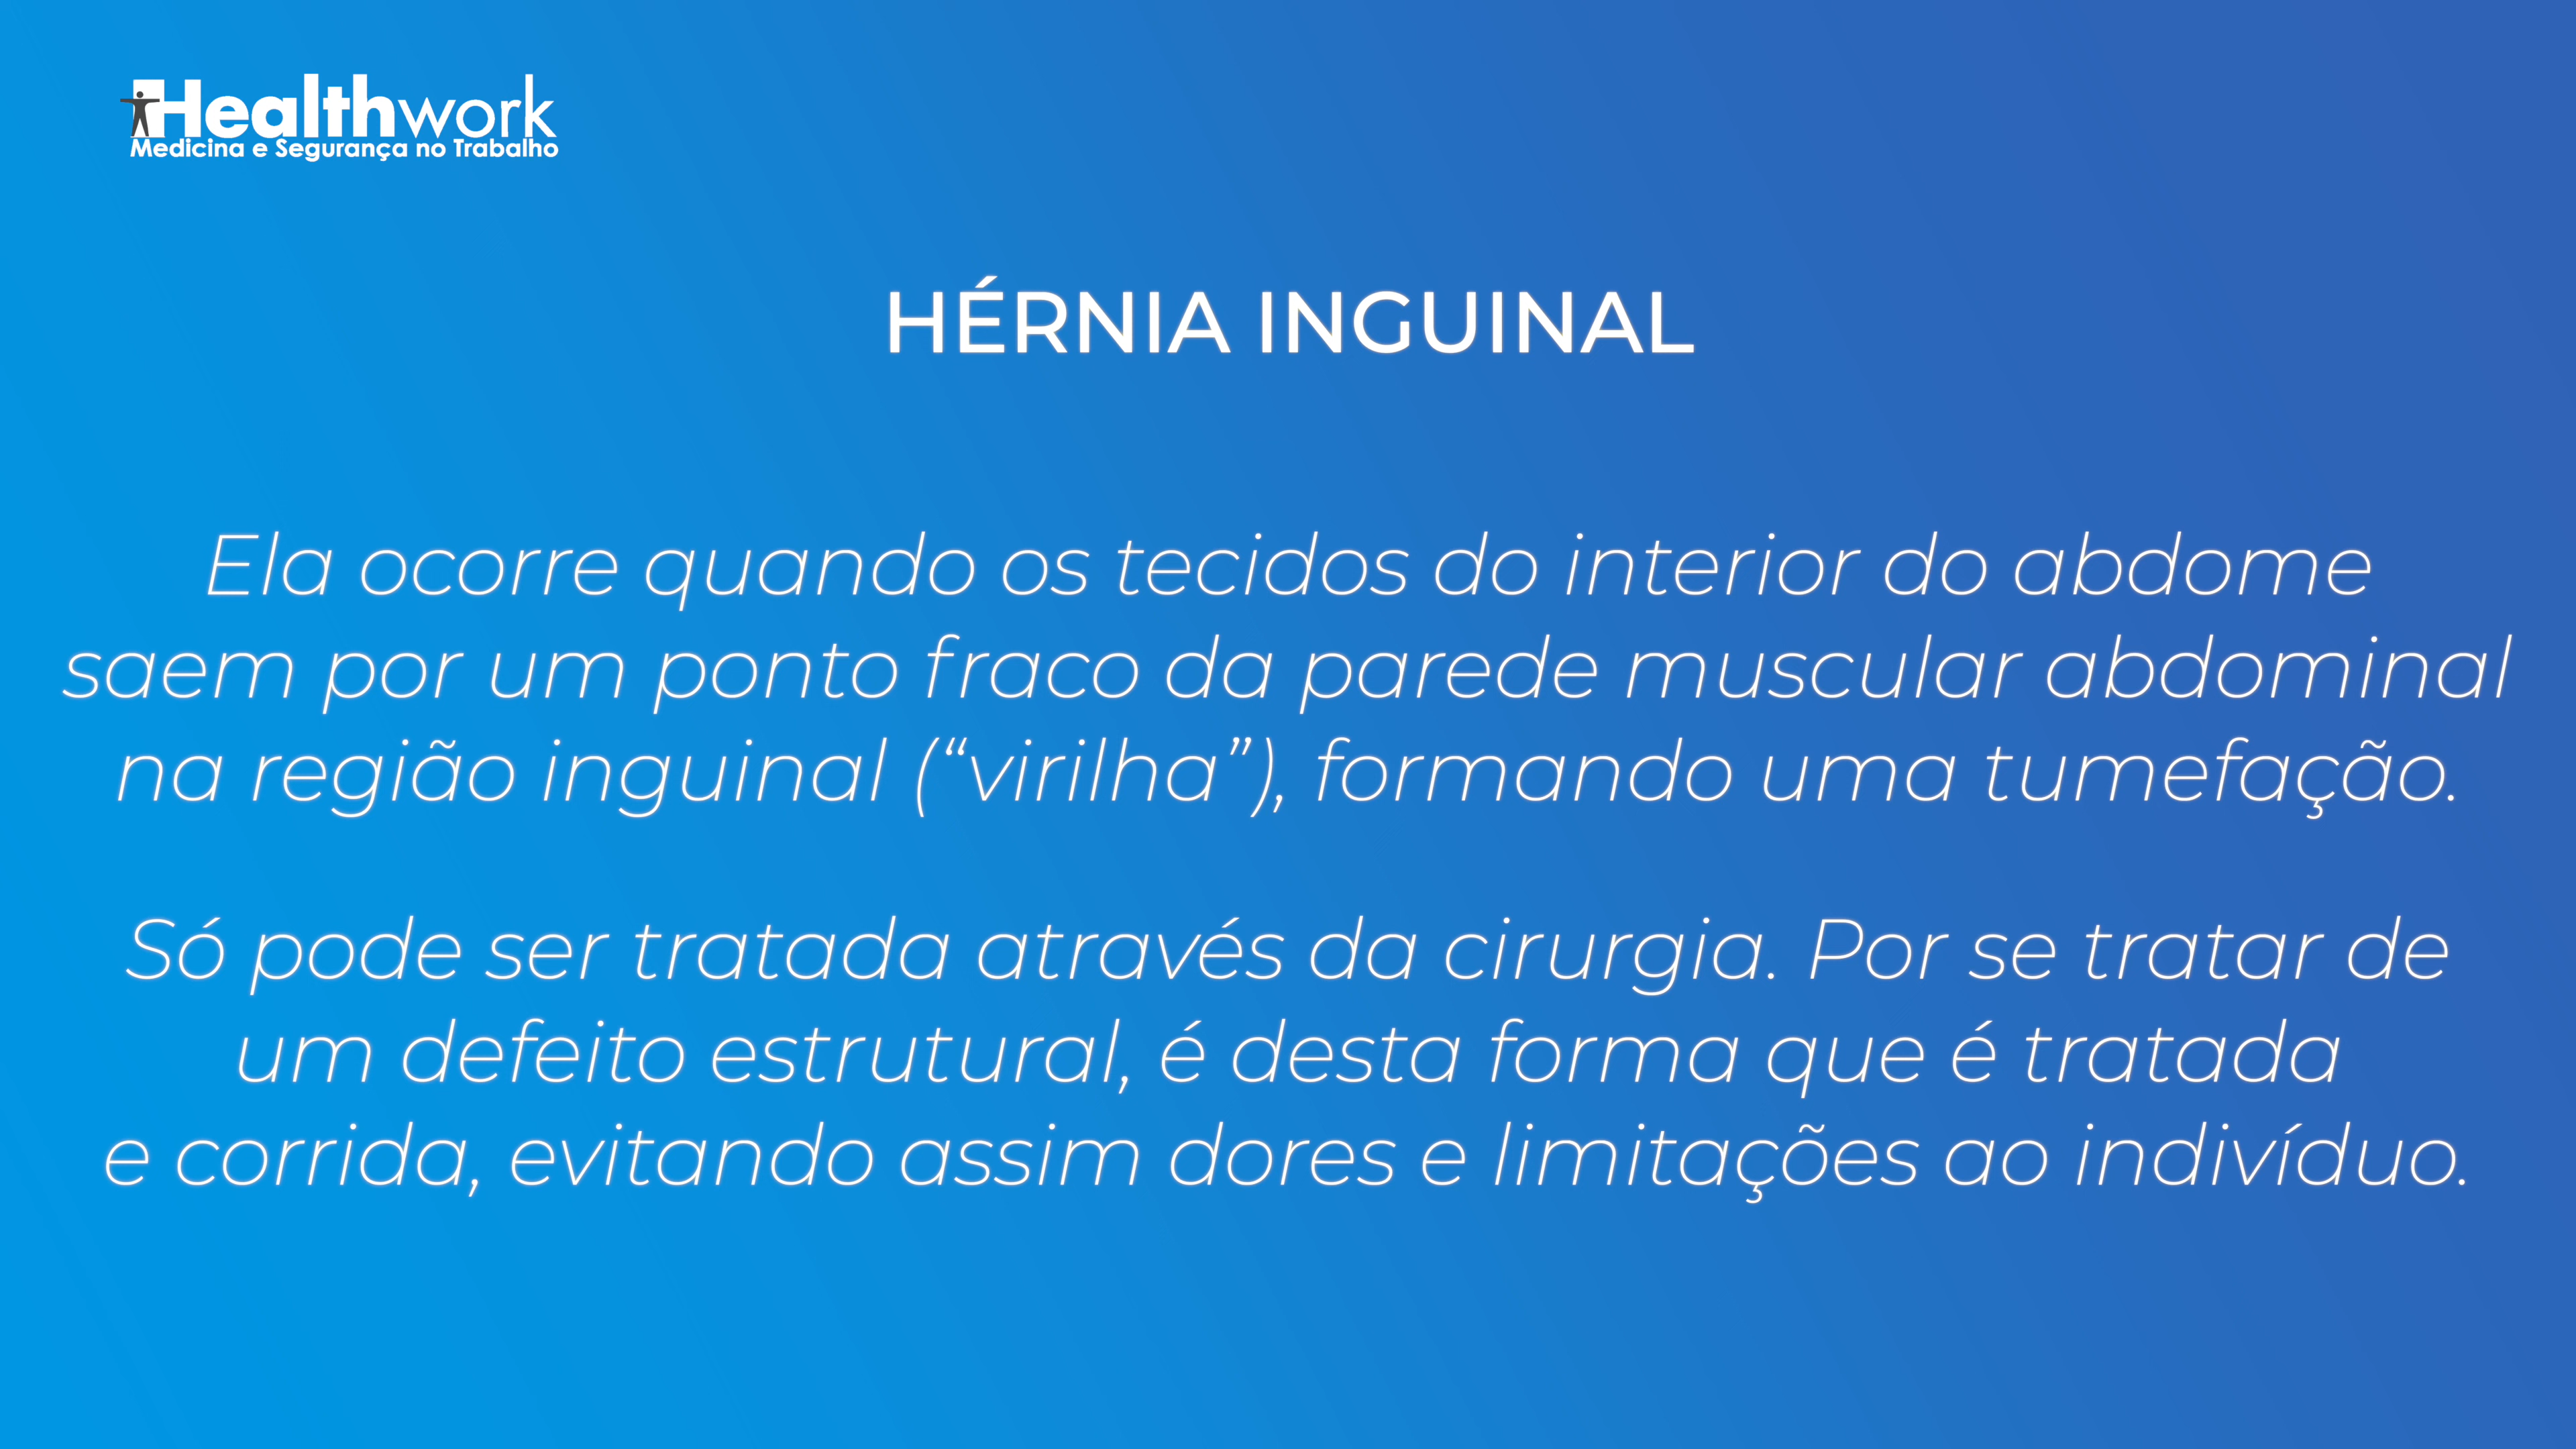 Healthwork
Medicina e Segurança no Trabalho
HÉRNIA INGUINAL
Ela ocorre quando os tecidos do interior do abdome
saem por um ponto fraco da parede muscular abdominal
na região inguinal (“virilha”), formando uma tumefação.
Só pode ser tratada através da cirurgia. Por se tratar de
um defeito estrutural, é desta forma que é tratada
e corrida, evitando assim dores e limitações ao indivíduo.